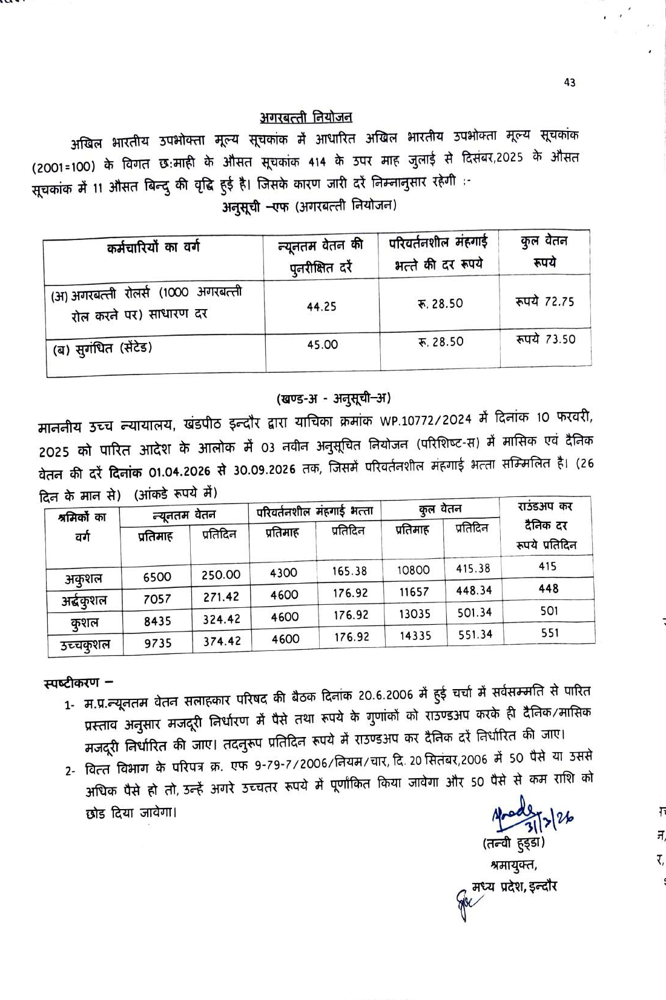 43
अगरबत्ती नियोजन
अखिल भारतीय उपभोक्ता मूल्य सूचकांक में आधारित अखिल भारतीय उपभोक्ता मूल्य सूचकांक
(2001=100) के विगत छ:माही के औसत सूचकांक 414 के उपर माह जुलाई से दिसंबर,2025 के औसत
सूचकांक में 11 औसत बिन्दु की वृद्धि हुई है। जिसके कारण जारी दरें निम्नानुसार रहेगी :-
अनुसूची –एफ (अगरबत्ती नियोजन)
कर्मचारियों का वर्ग न्यूनतम वेतन की पुनरीक्षित दरें परिवर्तनशील मंहगाई भत्ते की दर रूपये कुल वेतन रूपये
(अ) अगरबत्ती रोलर्स (1000 अगरबत्ती रोल करने पर) साधारण दर 44.25 रू. 28.50 रूपये 72.75
(ब) सुगंधित (सेंटेड) 45.00 रू. 28.50 रूपये 73.50
(खण्ड-अ - अनुसूची–अ)
माननीय उच्च न्यायालय, खंडपीठ इन्दौर द्वारा याचिका क्रमांक WP.10772/2024 में दिनांक 10 फरवरी,
2025 को पारित आदेश के आलोक में 03 नवीन अनुसूचित नियोजन (परिशिष्ट-स) में मासिक एवं दैनिक
वेतन की दरें दिनांक 01.04.2026 से 30.09.2026 तक, जिसमें परिवर्तनशील मंहगाई भत्ता सम्मिलित है। (26
दिन के मान से) (आंकडे रूपये में)
श्रमिकों का वर्ग न्यूनतम वेतन परिवर्तनशील मंहगाई भत्ता कुल वेतन राउंडअप कर दैनिक दर रूपये प्रतिदिन
प्रतिमाह प्रतिदिन प्रतिमाह प्रतिदिन प्रतिमाह प्रतिदिन
अकुशल 6500 250.00 4300 165.38 10800 415.38 415
अर्द्धकुशल 7057 271.42 4600 176.92 11657 448.34 448
कुशल 8435 324.42 4600 176.92 13035 501.34 501
उच्चकुशल 9735 374.42 4600 176.92 14335 551.34 551
स्पष्टीकरण –
1- म.प्र.न्यूनतम वेतन सलाहकार परिषद की बैठक दिनांक 20.6.2006 में हुई चर्चा में सर्वसम्मति से पारित
प्रस्ताव अनुसार मजदूरी निर्धारण में पैसे तथा रूपये के गुणांकों को राउण्डअप करके ही दैनिक/मासिक
मजदूरी निर्धारित की जाए। तदनुरूप प्रतिदिन रूपये में राउण्डअप कर दैनिक दरें निर्धारित की जाए।
2- वित्त विभाग के परिपत्र क्र. एफ 9-79-7/2006/नियम/चार, दि. 20 सितंबर,2006 में 50 पैसे या उससे
अधिक पैसे हो तो, उन्हें अगरे उच्चतर रूपये में पूर्णांकित किया जावेगा और 50 पैसे से कम राशि को
छोड दिया जावेगा।
31/3/26
(तन्वी हुड्डा)
श्रमायुक्त,
मध्य प्रदेश, इन्दौर